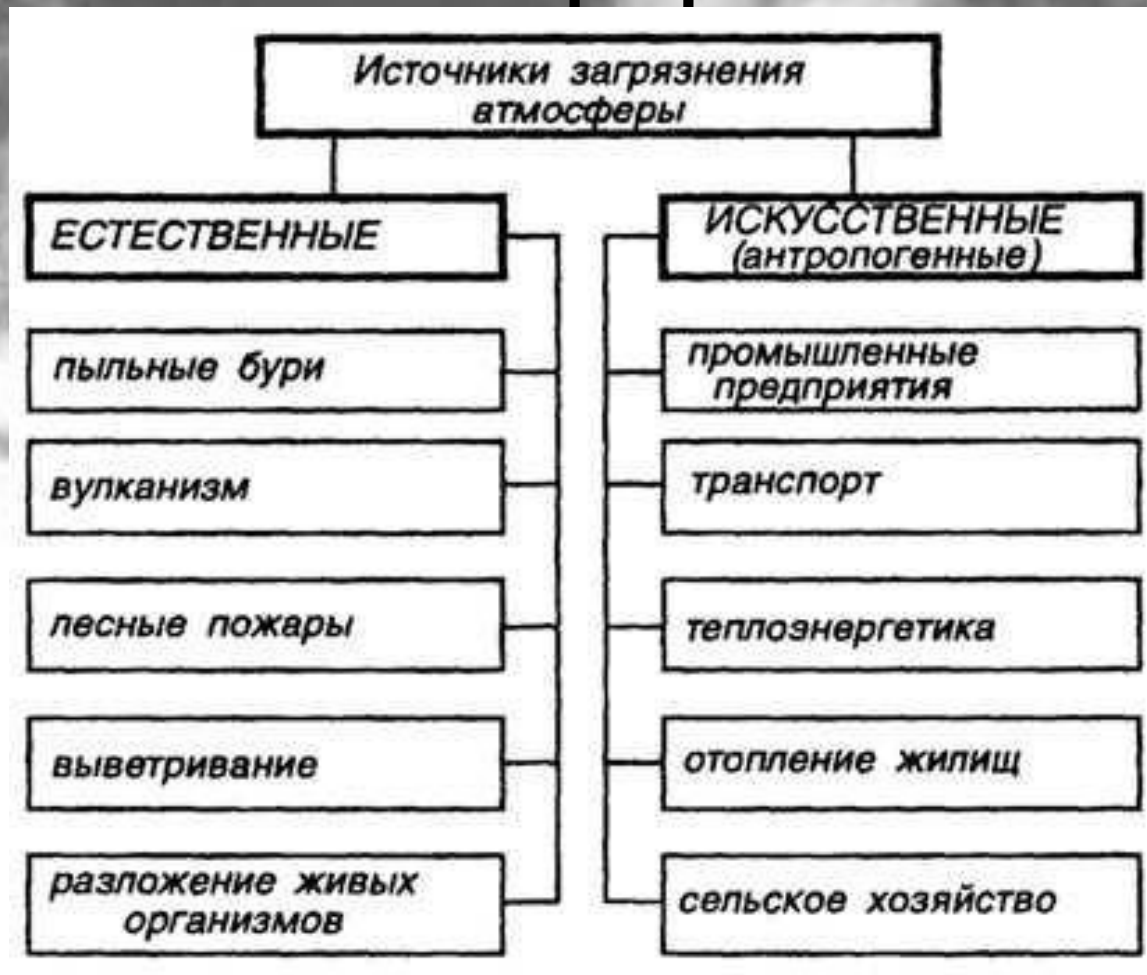 Источники загрязнения
атмосферы
ЕСТЕСТВЕННЫЕ
пыльные бури
вулканизм
лесные пожары
выветривание
разложение живых
организмов
ИСКУССТВЕННЫЕ
(антропогенные)
промышленные
предприятия
транспорт
теплоэнергетика
отопление жилищ
сельское хозяйство